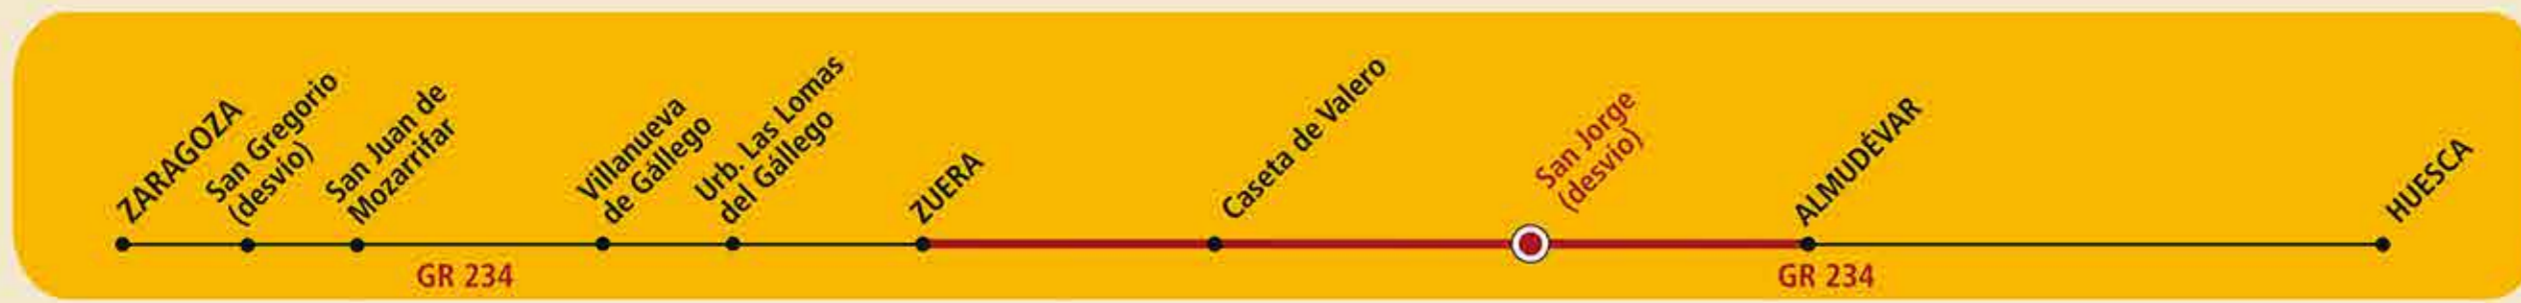 ZARAGOZA
San Gregorio
(desvío)
San Juan de
Mozarrifar
Villanueva
de Gállego
Urb. Las Lomas
del Gállego
ZUERA
Caseta de Valero
San Jorge
(desvío)
ALMUDÉVAR
HUESCA
GR 234
GR 234